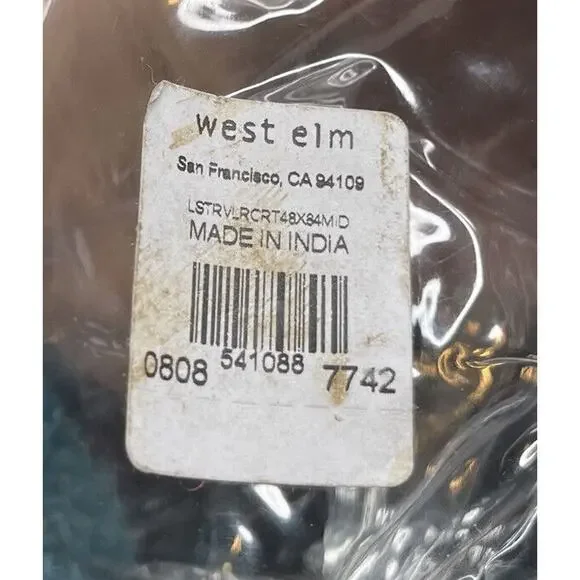 west elm
San Francisco, CA 94109
LSTRVLRCRT48X84MID
MADE IN INDIA
0808 541088 7742